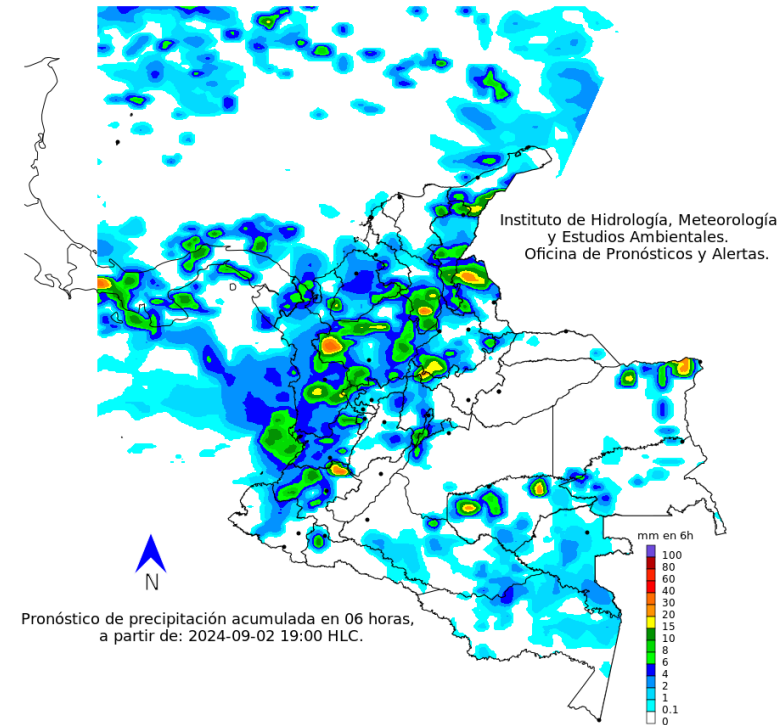 Instituto de Hidrología, Meteorología
y Estudios Ambientales.
Oficina de Pronósticos y Alertas.
N
Pronóstico de precipitación acumulada en 06 horas,
a partir de: 2024-09-02 19:00 HLC.
mm en 6h
100
80
60
40
30
20
15
10
8
6
4
2
1
0.1
0